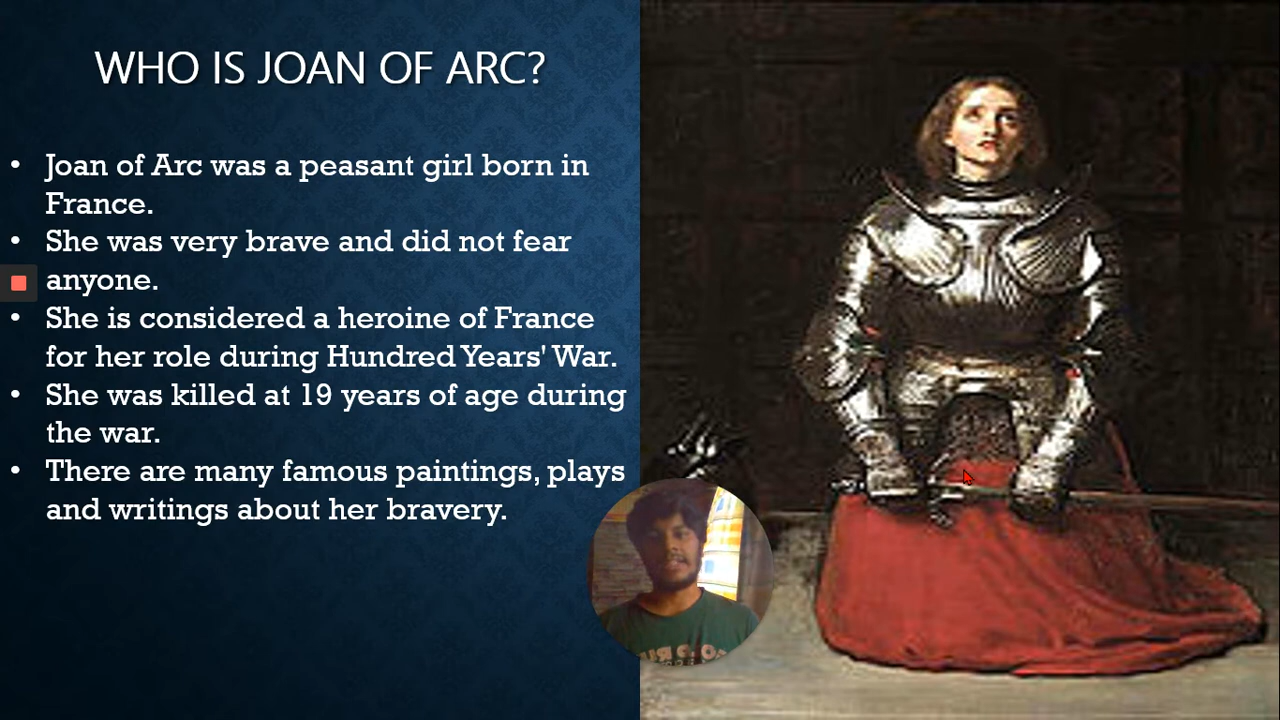 WHO IS JOAN OF ARC?
• Joan of Arc was a peasant girl born in
France.
• She was very brave and did not fear
anyone.
• She is considered a heroine of France
for her role during Hundred Years' War.
• She was killed at 19 years of age during
the war.
• There are many famous paintings, plays
and writings about her bravery.